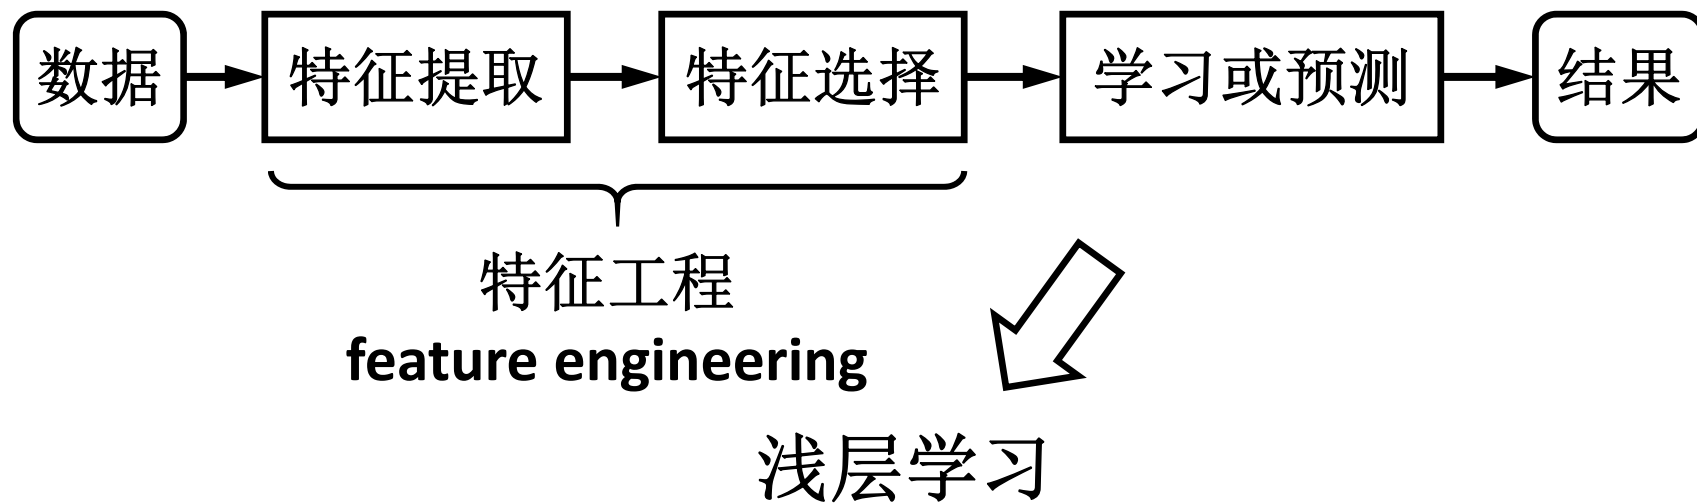 数据
特征提取
特征选择
学习或预测
结果
特征工程
feature engineering
浅层学习